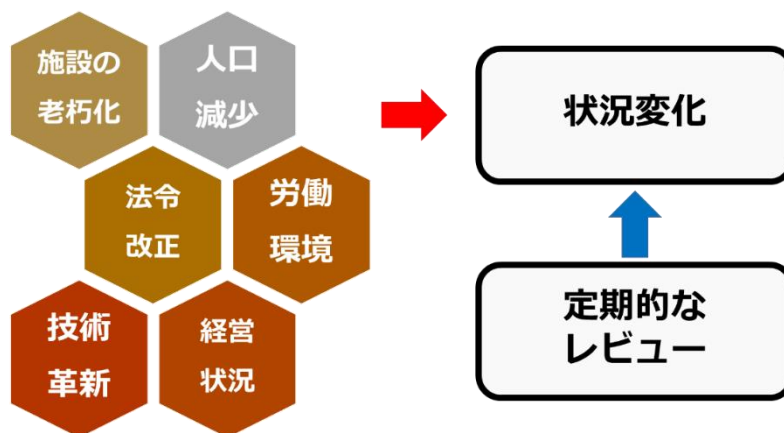 施設の
老朽化
人口
減少
法令
改正
労働
環境
技術
革新
経営
状況
状況変化
定期的な
レビュー